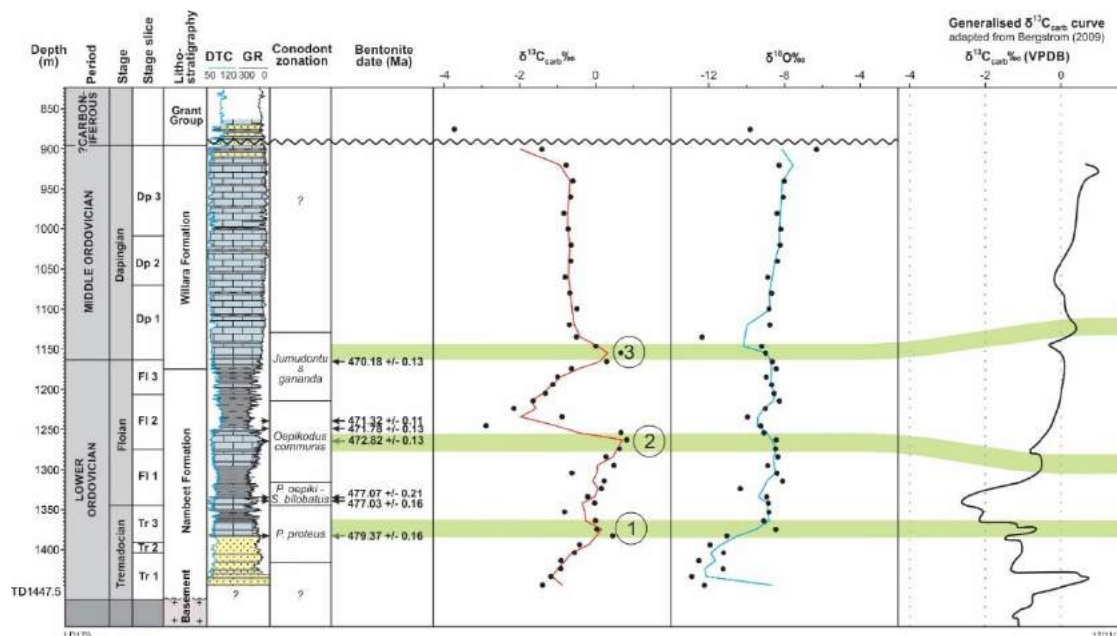 Generalised δ13Ccarb curve
adapted from Bergstrom (2009)
Depth (m)
Period
Stage
Stage slice
Litho-stratigraphy
DTC GR
50 120 300 0
Conodont zonation
Bentonite date (Ma)
δ13Ccarb‰
-4 0
δ18O‰
-12 -8
δ13Ccarb‰ (VPDB)
-4 -2 0
850
900
950
1000
1050
1100
1150
1200
1250
1300
1350
1400
TD1447.5
?CARBON-IFEROUS
MIDDLE ORDOVICIAN
LOWER ORDOVICIAN
Dapingian
Floian
Tremadocian
Dp 3
Dp 2
Dp 1
Fl 3
Fl 2
Fl 1
Tr 3
Tr 2
Tr 1
Grant Group
Willara Formation
Nambeet Formation
Basement
?
Jumudontu s gananda
Oepikodus communis
P. oepiki - S. bilobatus
P. proteus
?
?
470.18 +/- 0.13
471.32 +/- 0.11
471.78 +/- 0.13
472.82 +/- 0.13
477.07 +/- 0.21
477.03 +/- 0.16
479.37 +/- 0.16
3
2
1